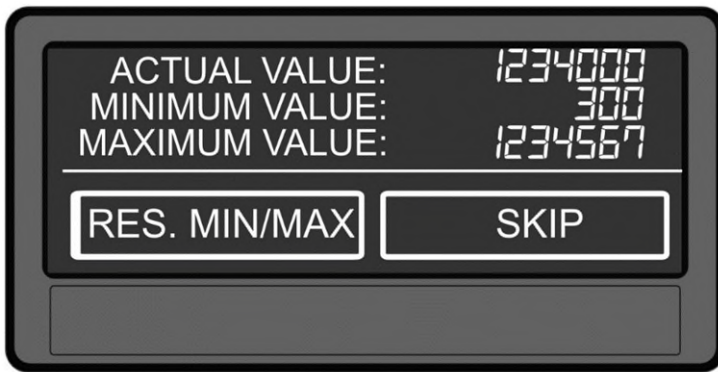 ACTUAL VALUE: 1234000
MINIMUM VALUE: 300
MAXIMUM VALUE: 1234567
RES. MIN/MAX SKIP